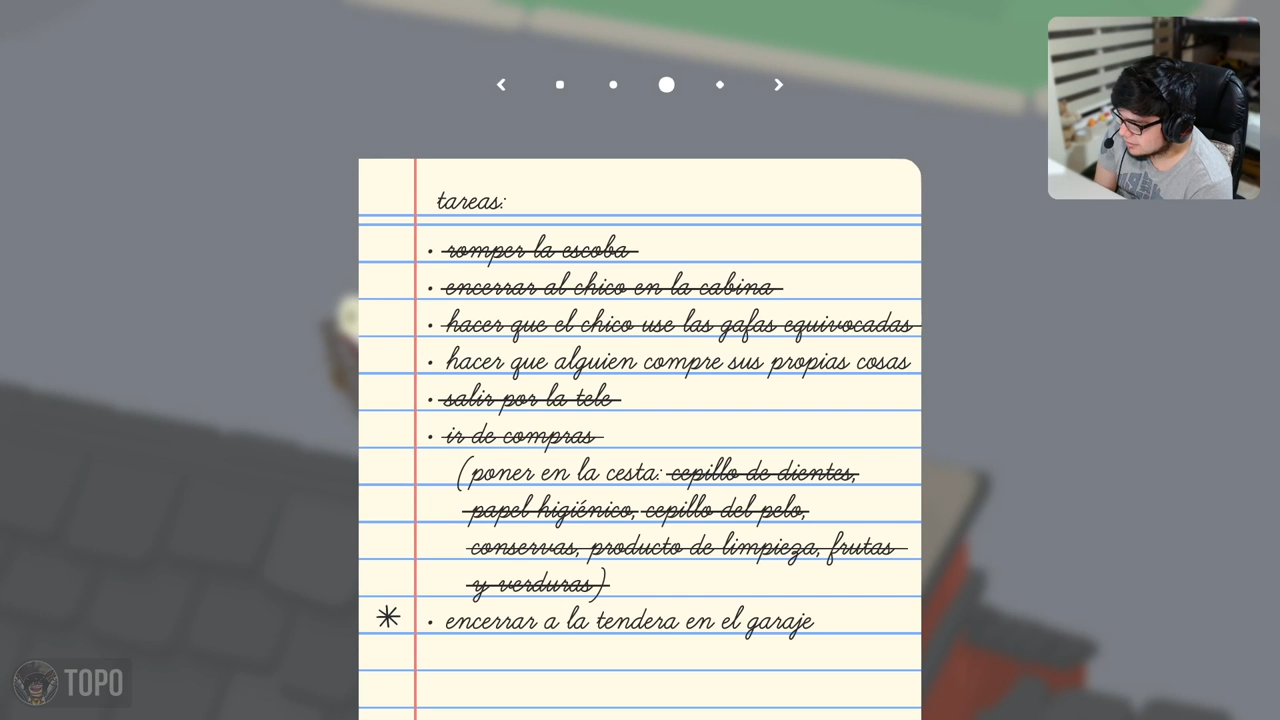 tareas:
· romper la escoba
· encerrar al chico en la cabina
· hacer que el chico use las gafas equivocadas
· hacer que alguien compre sus propias cosas
· salir por la tele
· ir de compras
(poner en la cesta: cepillo de dientes,
papel higiénico, cepillo del pelo,
conservas, producto de limpieza, frutas
y verduras)
· encerrar a la tendera en el garaje
TOPO